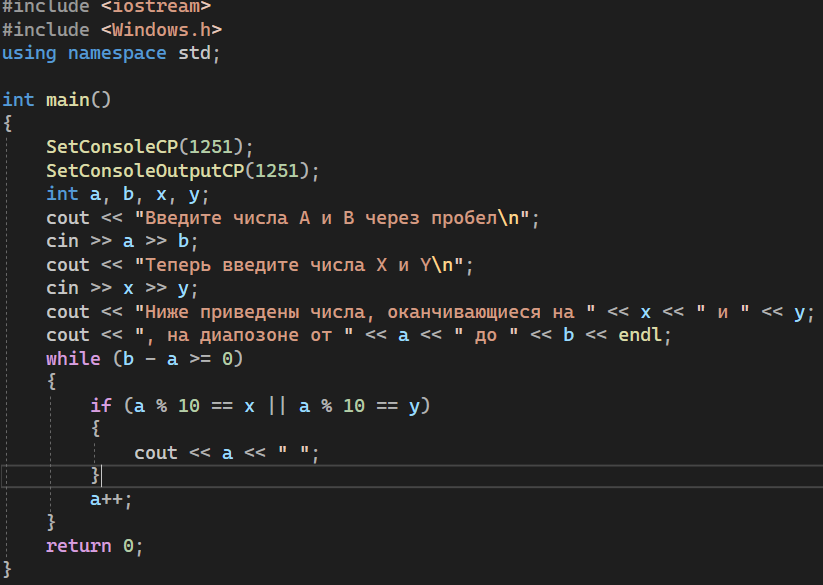 #include <iostream>
#include <Windows.h>
using namespace std;
int main()
{
SetConsoleCP(1251);
SetConsoleOutputCP(1251);
int a, b, x, y;
cout << "Введите числа A и B через пробел\n";
cin >> a >> b;
cout << "Теперь введите числа X и Y\n";
cin >> x >> y;
cout << "Ниже приведены числа, оканчивающиеся на " << x << " и " << y;
cout << ", на диапозоне от " << a << " до " << b << endl;
while (b - a >= 0)
{
if (a % 10 == x || a % 10 == y)
{
cout << a << " ";
}
a++;
}
return 0;
}